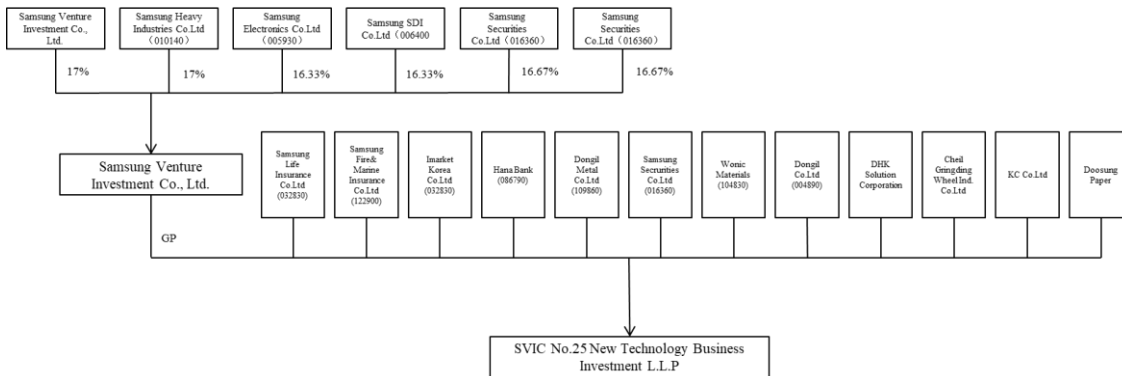 Samsung Venture
Investment Co.,
Ltd.
Samsung Heavy
Industries Co.Ltd
（010140）
Samsung
Electronics Co.Ltd
（005930）
Samsung SDI
Co.Ltd（006400
Samsung
Securities
Co.Ltd（016360）
Samsung
Securities
Co.Ltd（016360）
17%
17%
16.33%
16.33%
16.67%
16.67%
Samsung Venture
Investment Co., Ltd.
Samsung
Life
Insurance
Co.Ltd
(032830)
Samsung
Fire&
Marine
Insurance
Co.Ltd
(122900)
Imarket
Korea
Co.Ltd
(032830)
Hana Bank
(086790)
Dongil
Metal
Co.Ltd
(109860)
Samsung
Secrurities
Co.Ltd
(016360)
Wonic
Materials
(104830)
Dongil
Co.Ltd
(004890)
DHK
Solution
Corporation
Cheil
Gringding
Wheel Ind.
Co.Ltd
KC Co.Ltd
Doosung
Paper
GP
SVIC No.25 New Technology Business
Investment L.L.P